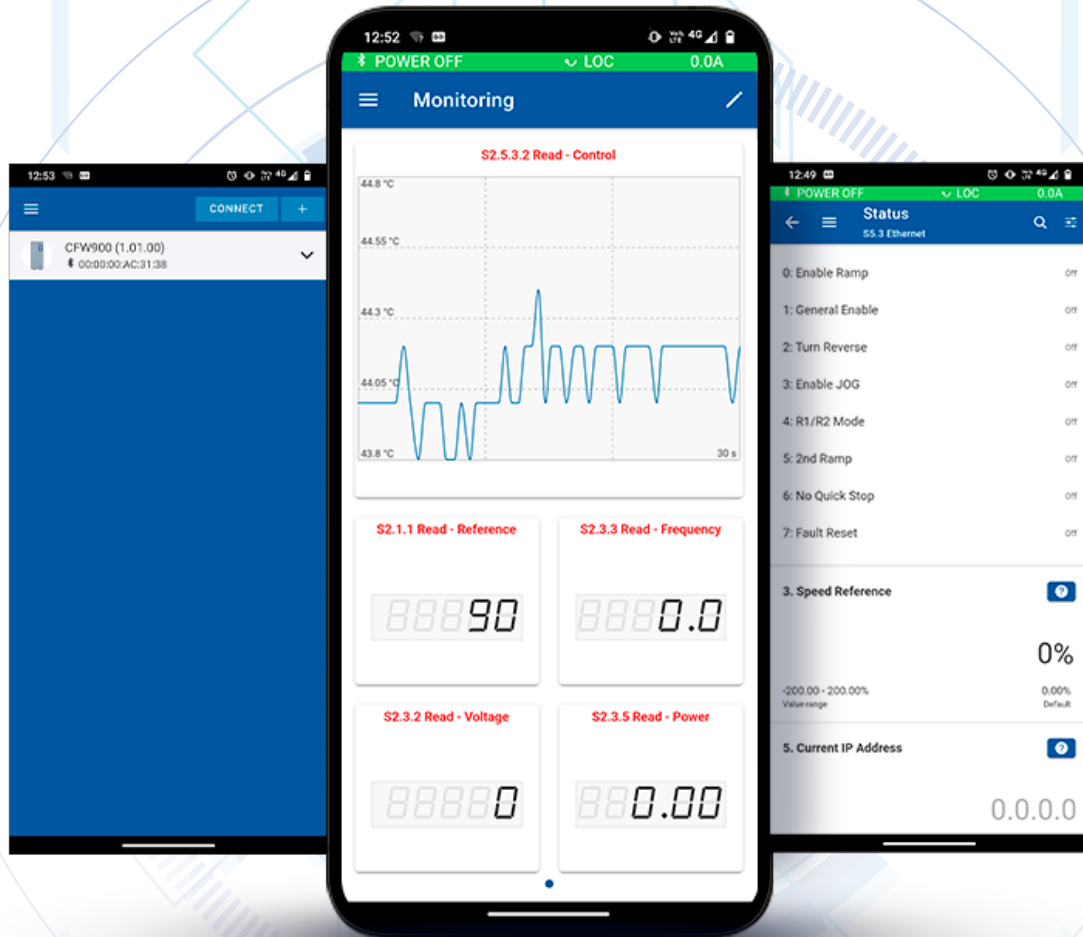 12:53
4G
CONNECT +
CFW900 (1.01.00)
00:00:00:AC:31:38
12:52
VoD LTE 4G
POWER OFF LOC 0.0A
Monitoring
S2.5.3.2 Read - Control
44.8 °C
44.55 °C
44.3 °C
44.05 °C
43.8 °C 30 s
S2.1.1 Read - Reference
90
S2.3.3 Read - Frequency
0.0
S2.3.2 Read - Voltage
0
S2.3.5 Read - Power
0.00
12:49
4G
POWER OFF LOC 0.0A
Status
S5.3 Ethernet
0: Enable Ramp Off
1: General Enable Off
2: Turn Reverse Off
3: Enable JOG Off
4: R1/R2 Mode Off
5: 2nd Ramp Off
6: No Quick Stop Off
7: Fault Reset Off
3. Speed Reference ?
0%
-200.00 - 200.00% 0.00%
Value range Default
5. Current IP Address ?
0.0.0.0